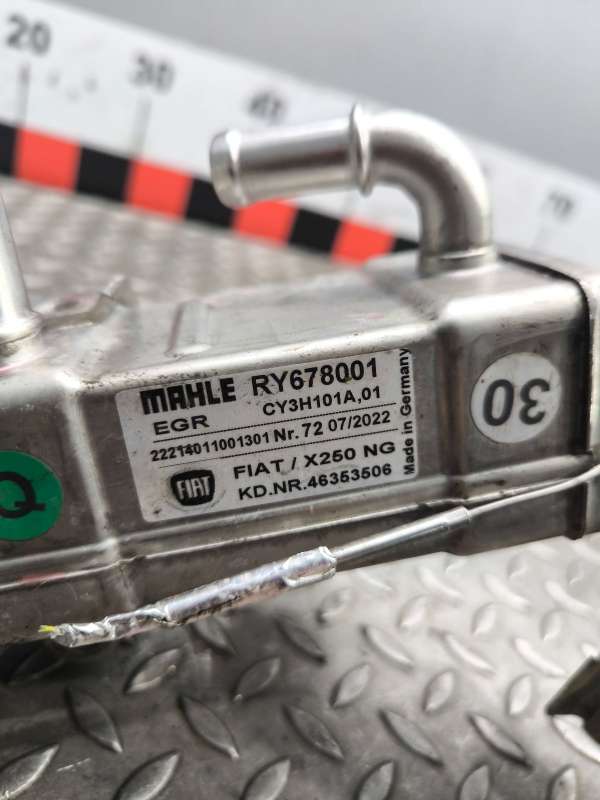 20
30
40
70
MAHLE RY678001
EGR CY3H101A,01
22214011001301 Nr. 72 07/2022
FIAT FIAT / X250 NG
KD.NR.46353506
Made in Germany
30
Q